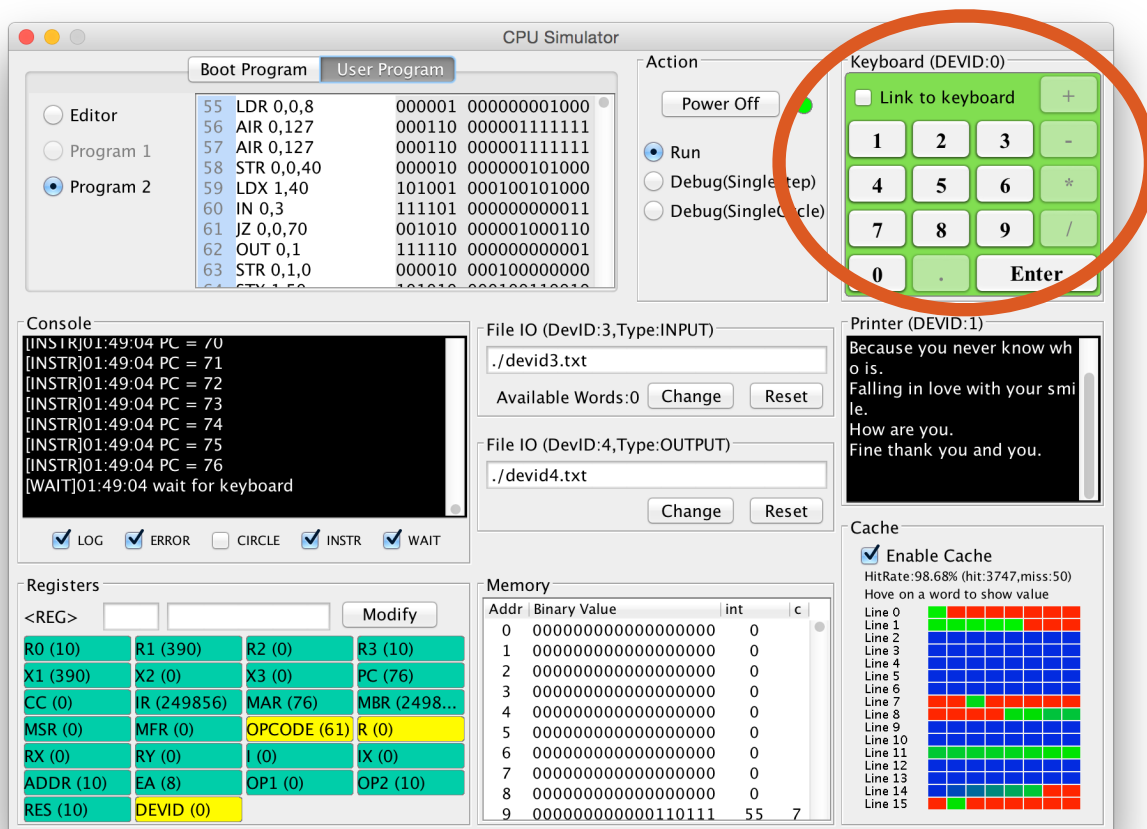 CPU Simulator
Boot Program User Program
Editor
Program 1
Program 2
55 LDR 0,0,8 000001 000000001000
56 AIR 0,127 000110 000001111111
57 AIR 0,127 000110 000001111111
58 STR 0,0,40 000010 000000101000
59 LDX 1,40 101001 000100101000
60 IN 0,3 111101 000000000011
61 JZ 0,0,70 001010 000001000110
62 OUT 0,1 111110 000000000001
63 STR 0,1,0 000010 000100000000
Action
Power Off
Run
Debug(SingleStep)
Debug(SingleCircle)
Keyboard (DEVID:0)
Link to keyboard +
1 2 3 -
4 5 6 *
7 8 9 /
0 . Enter
Console
[INSTR]01:49:04 PC = 70
[INSTR]01:49:04 PC = 71
[INSTR]01:49:04 PC = 72
[INSTR]01:49:04 PC = 73
[INSTR]01:49:04 PC = 74
[INSTR]01:49:04 PC = 75
[INSTR]01:49:04 PC = 76
[WAIT]01:49:04 wait for keyboard
LOG ERROR CIRCLE INSTR WAIT
File IO (DevID:3,Type:INPUT)
./devid3.txt
Available Words:0 Change Reset
File IO (DevID:4,Type:OUTPUT)
./devid4.txt
Change Reset
Printer (DEVID:1)
Because you never know wh
o is.
Falling in love with your smi
le.
How are you.
Fine thank you and you.
Registers
<REG> Modify
R0 (10) R1 (390) R2 (0) R3 (10)
X1 (390) X2 (0) X3 (0) PC (76)
CC (0) IR (249856) MAR (76) MBR (2498...
MSR (0) MFR (0) OPCODE (61) R (0)
RX (0) RY (0) I (0) IX (0)
ADDR (10) EA (8) OP1 (0) OP2 (10)
RES (10) DEVID (0)
Memory
Addr Binary Value int c
0 000000000000000000 0
1 000000000000000000 0
2 000000000000000000 0
3 000000000000000000 0
4 000000000000000000 0
5 000000000000000000 0
6 000000000000000000 0
7 000000000000000000 0
8 000000000000000000 0
9 000000000000110111 55 7
Cache
Enable Cache
HitRate:98.68% (hit:3747,miss:50)
Hove on a word to show value
Line 0
Line 1
Line 2
Line 3
Line 4
Line 5
Line 6
Line 7
Line 8
Line 9
Line 10
Line 11
Line 12
Line 13
Line 14
Line 15